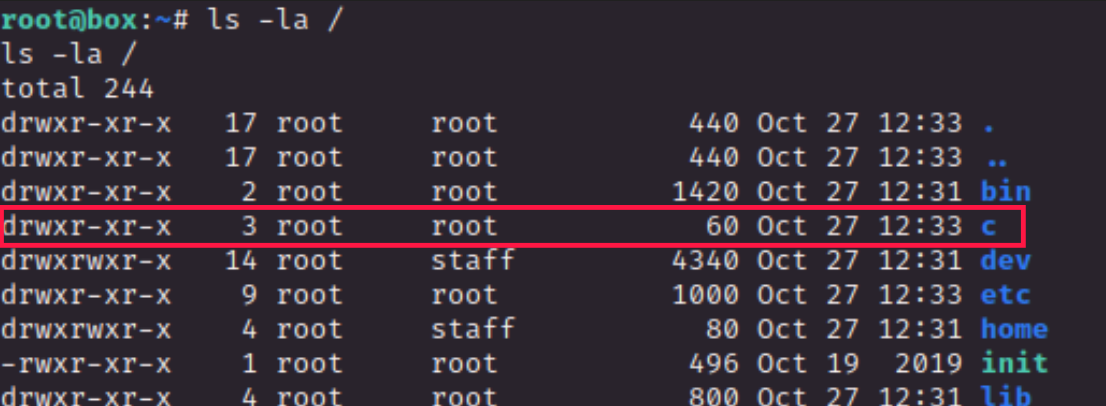 root@box:~# ls -la /
ls -la /
total 244
drwxr-xr-x   17 root     root           440 Oct 27 12:33 .
drwxr-xr-x   17 root     root           440 Oct 27 12:33 ..
drwxr-xr-x    2 root     root          1420 Oct 27 12:31 bin
drwxr-xr-x    3 root     root            60 Oct 27 12:33 c
drwxrwxr-x   14 root     staff         4340 Oct 27 12:31 dev
drwxr-xr-x    9 root     root          1000 Oct 27 12:33 etc
drwxrwxr-x    4 root     staff           80 Oct 27 12:31 home
-rwxr-xr-x    1 root     root           496 Oct 19  2019 init
drwxr-xr-x    4 root     root           800 Oct 27 12:31 lib